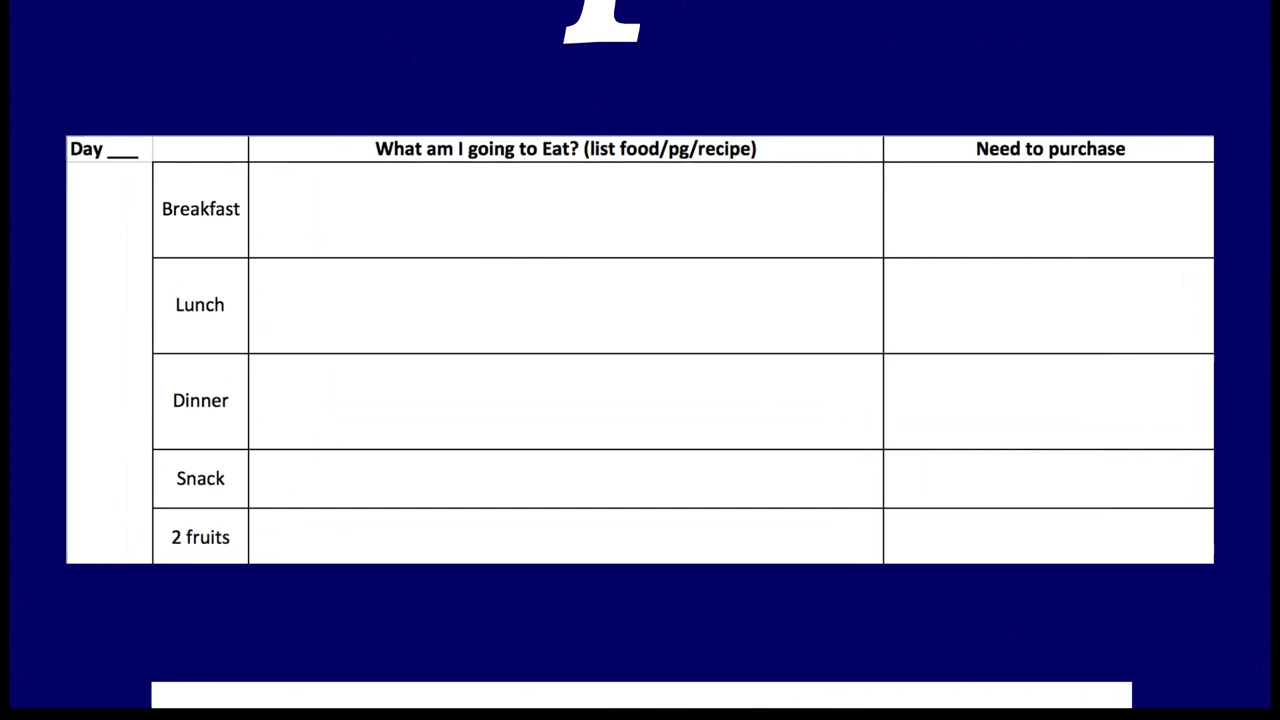 Day ___ What am I going to Eat? (list food/pg/recipe) Need to purchase
Breakfast
Lunch
Dinner
Snack
2 fruits